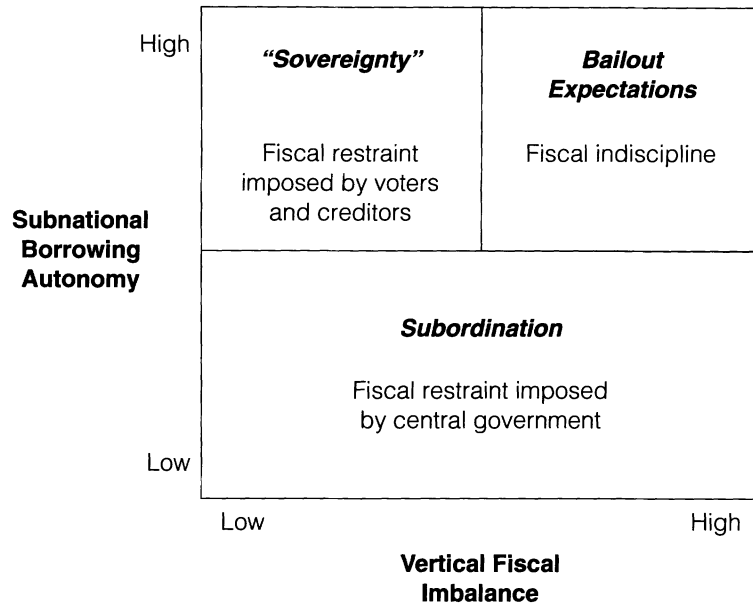 High
“Sovereignty”
Fiscal restraint
imposed by voters
and creditors
Bailout
Expectations
Fiscal indiscipline
Subnational
Borrowing
Autonomy
Subordination
Fiscal restraint imposed
by central government
Low
Low
High
Vertical Fiscal
Imbalance